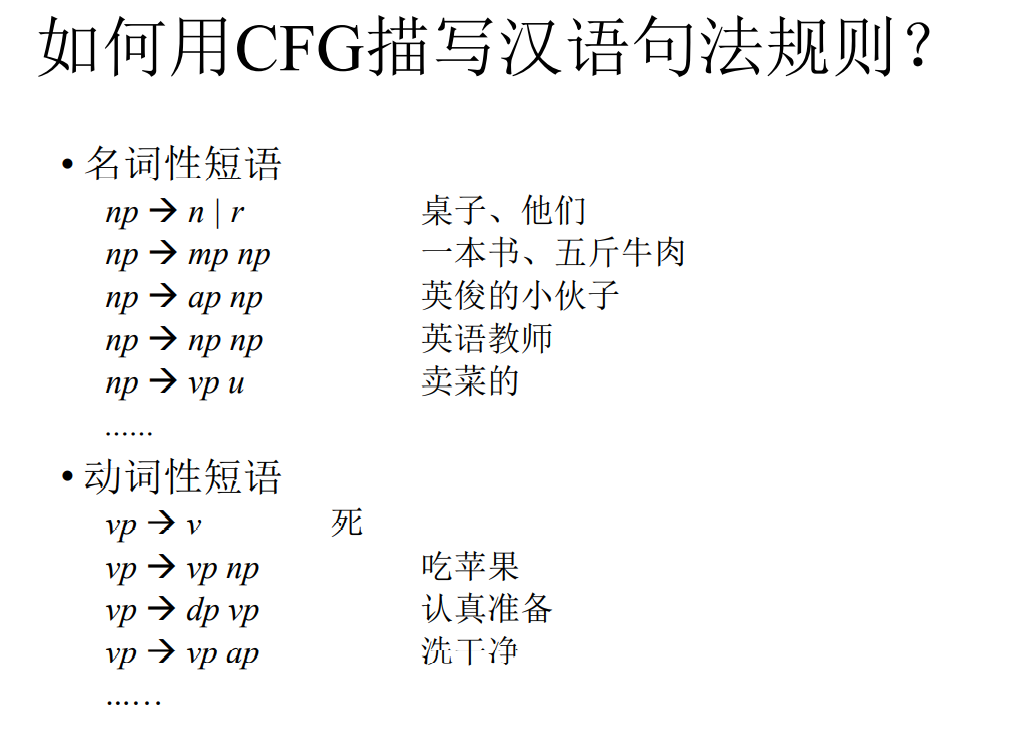 如何用CFG描写汉语句法规则？
• 名词性短语
np → n | r 桌子、他们
np → mp np 一本书、五斤牛肉
np → ap np 英俊的小伙子
np → np np 英语教师
np → vp u 卖菜的
......
• 动词性短语
vp → v 死
vp → vp np 吃苹果
vp → dp vp 认真准备
vp → vp ap 洗干净
......